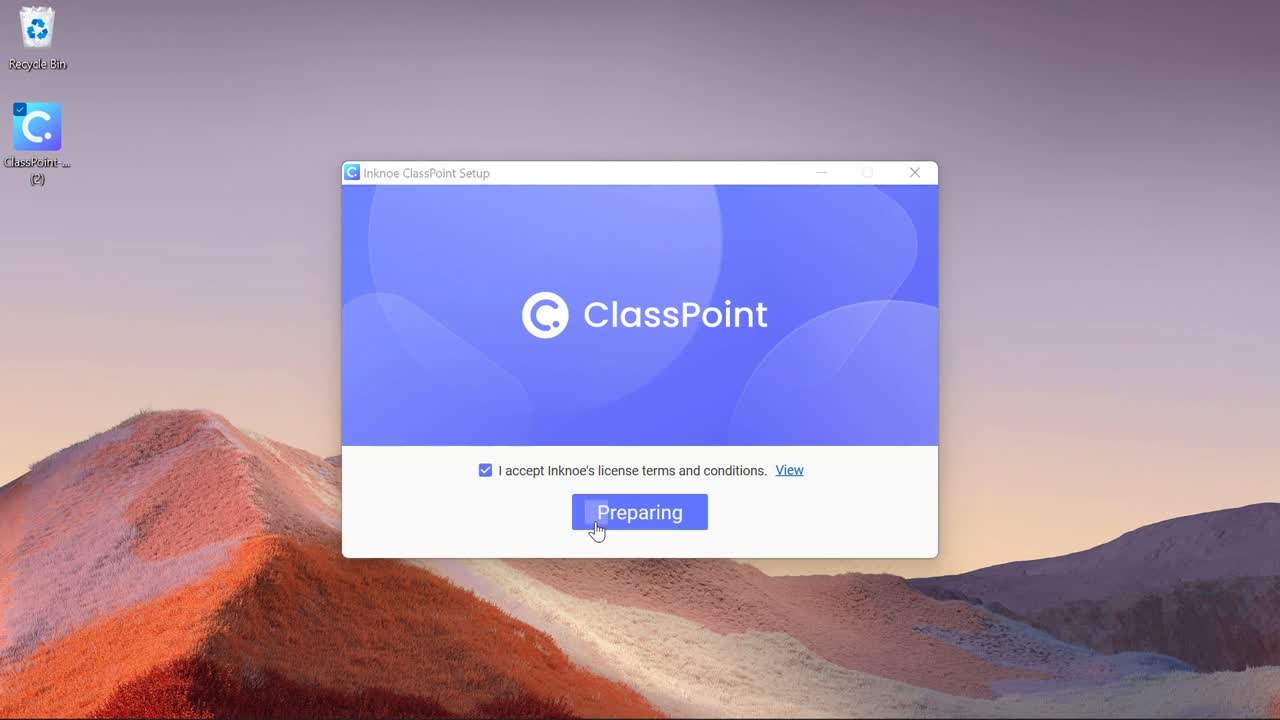 Recycle Bin
ClassPoint-...
(2)
Inknoe ClassPoint Setup
ClassPoint
I accept Inknoe's license terms and conditions. View
Preparing